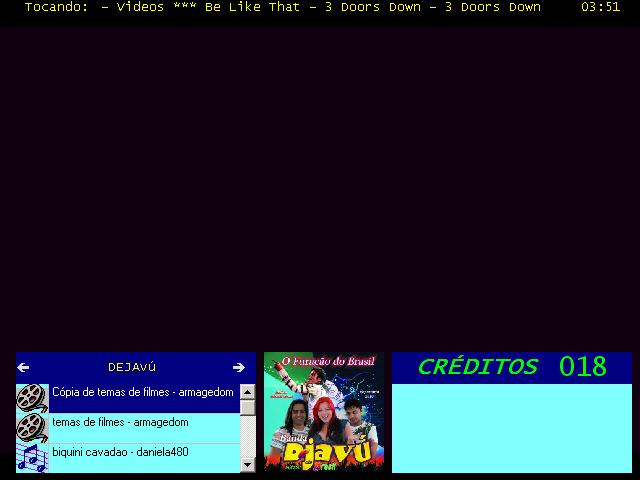 Tocando: - Videos *** Be Like That - 3 Doors Down - 3 Doors Down 03:51
DEJAVÚ
Cópia de temas de filmes - armagedom
temas de filmes - armagedom
biquini cavadao - daniela480
O Furacão do Brasil
Banda
Djavú
CRÉDITOS 018